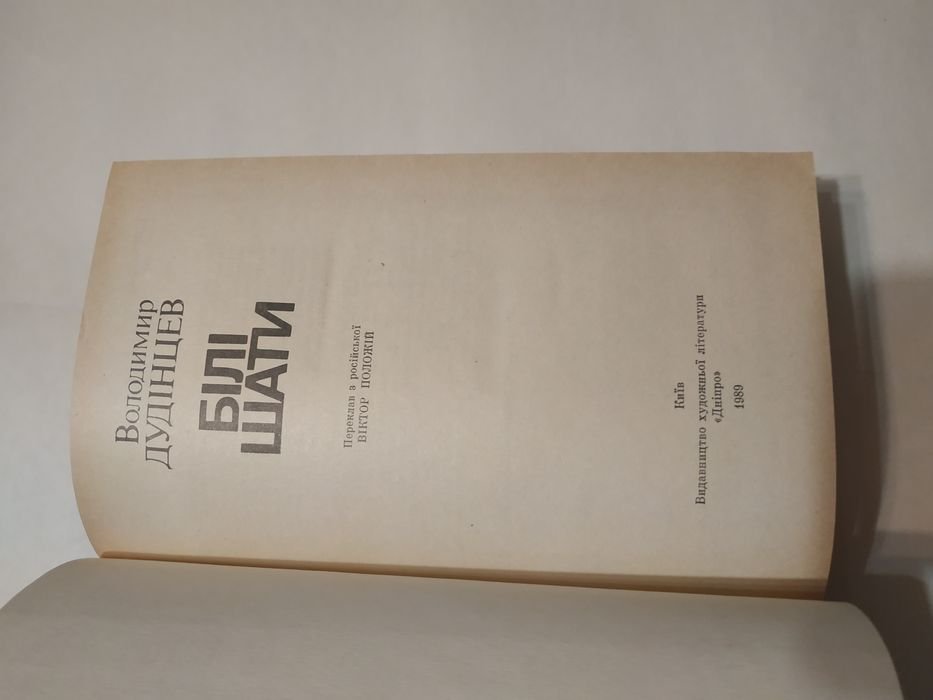 Володимир
ДУДІНЦЕВ
БІЛІ
ШАТИ
Переклав з російської
ВІКТОР ПОЛОЖІЙ
Київ
Видавництво художньої літератури
«Дніпро»
1989